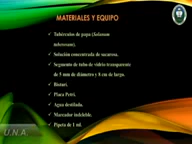 MATERIALES Y EQUIPO
Tubérculos de papa (Solanum
tuberosum).
Solución concentrada de sucarosa.
Segmento de tubo de vidrio transparente
de 5 mm de diámetro y 8 cm de largo.
Bisturí.
Placa Petri.
Agua destilada.
Marcador indeleble.
Pipeta de 1 ml.
U.N.A.